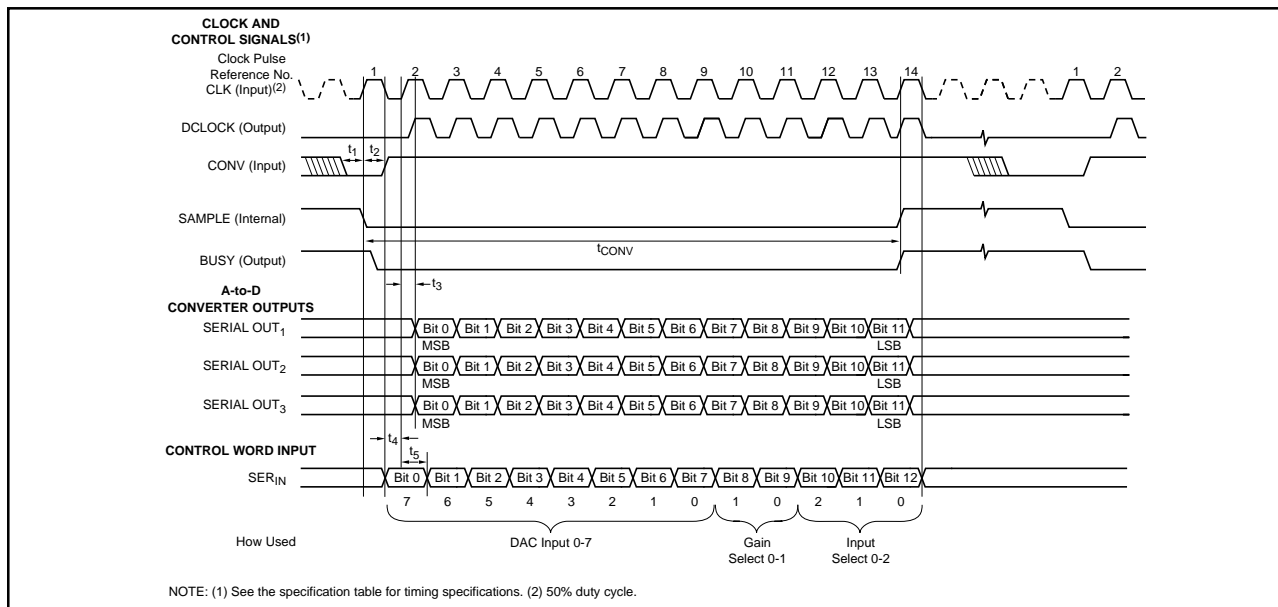 CLOCK AND
CONTROL SIGNALS(1)
Clock Pulse
Reference No.
CLK (Input)(2)
1 2 3 4 5 6 7 8 9 10 11 12 13 14 1 2
DCLOCK (Output)
t1 t2
CONV (Input)
SAMPLE (Internal)
tCONV
BUSY (Output)
t3
A-to-D
CONVERTER OUTPUTS
SERIAL OUT1
Bit 0 Bit 1 Bit 2 Bit 3 Bit 4 Bit 5 Bit 6 Bit 7 Bit 8 Bit 9 Bit 10 Bit 11
MSB LSB
SERIAL OUT2
Bit 0 Bit 1 Bit 2 Bit 3 Bit 4 Bit 5 Bit 6 Bit 7 Bit 8 Bit 9 Bit 10 Bit 11
MSB LSB
SERIAL OUT3
Bit 0 Bit 1 Bit 2 Bit 3 Bit 4 Bit 5 Bit 6 Bit 7 Bit 8 Bit 9 Bit 10 Bit 11
MSB LSB
t4
CONTROL WORD INPUT
t5
SERIN
Bit 0 Bit 1 Bit 2 Bit 3 Bit 4 Bit 5 Bit 6 Bit 7 Bit 8 Bit 9 Bit 10 Bit 11 Bit 12
7 6 5 4 3 2 1 0 1 0 2 1 0
How Used
DAC Input 0-7
Gain
Select 0-1
Input
Select 0-2
NOTE: (1) See the specification table for timing specifications. (2) 50% duty cycle.